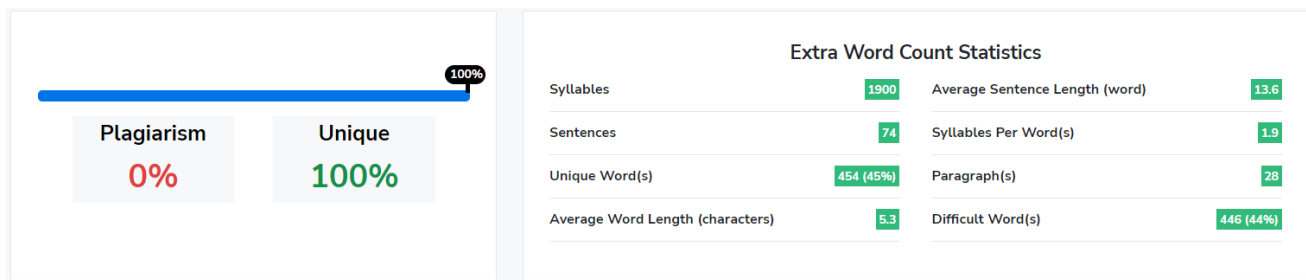 100%
Plagiarism
0%
Unique
100%
Extra Word Count Statistics
Syllables 1900
Average Sentence Length (word) 13.6
Sentences 74
Syllables Per Word(s) 1.9
Unique Word(s) 454 (45%)
Paragraph(s) 28
Average Word Length (characters) 5.3
Difficult Word(s) 446 (44%)